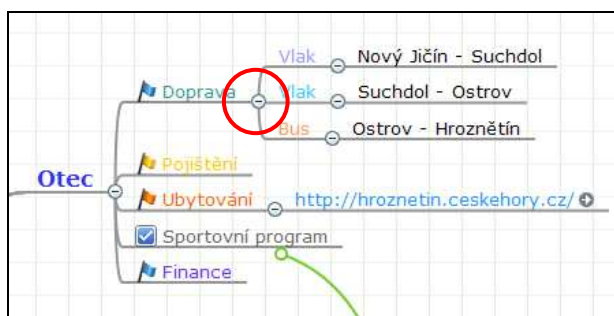 Vlak Nový Jičín - Suchdol
Doprava Vlak Suchdol - Ostrov
Bus Ostrov - Hroznětín
Pojištění
Otec
Ubytování http://hroznetin.ceskehory.cz/
Sportovní program
Finance